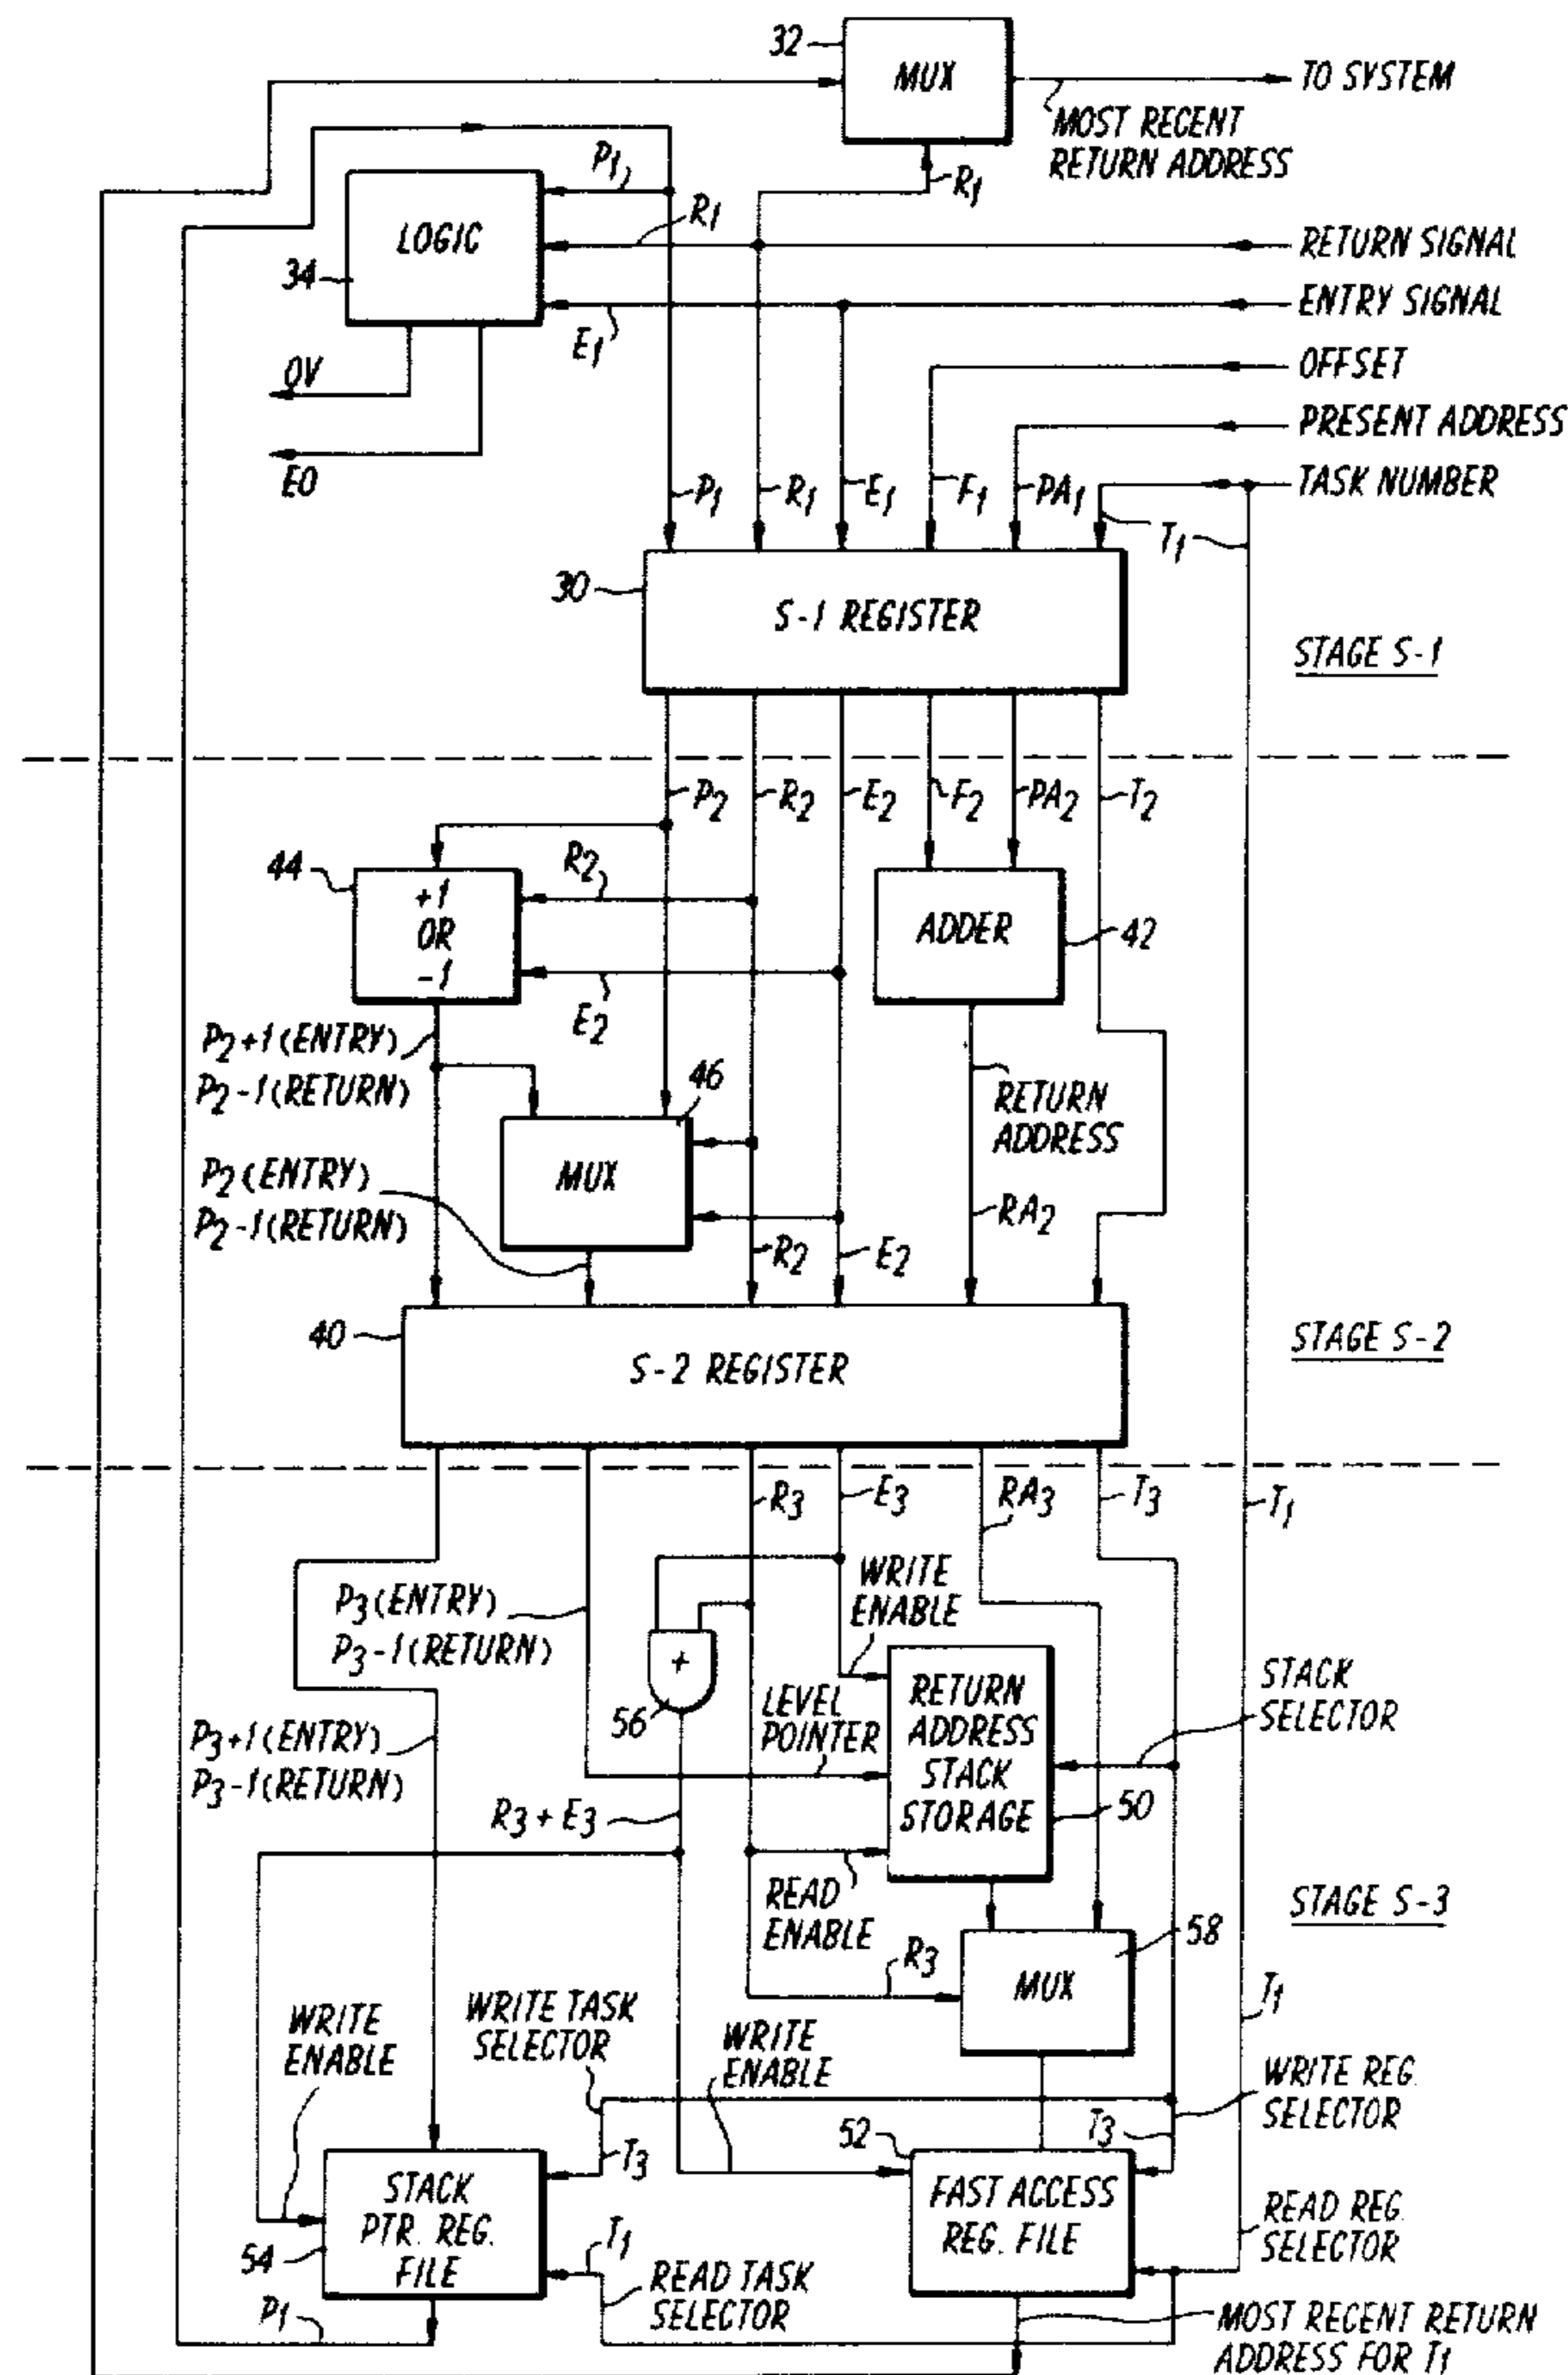 32
MUX
TO SYSTEM
MOST RECENT
RETURN ADDRESS
P1
R1
R1
LOGIC
34
RETURN SIGNAL
ENTRY SIGNAL
E1
OV
OFFSET
PRESENT ADDRESS
EO
TASK NUMBER
P1
R1
E1
F1
PA1
T1
30
S-1 REGISTER
STAGE S-1
P2
R2
E2
F2
PA2
T2
44
+1
OR
-1
R2
E2
ADDER
42
P2+1(ENTRY)
P2-1(RETURN)
46
MUX
RETURN
ADDRESS
P2(ENTRY)
P2-1(RETURN)
RA2
R2
E2
40
S-2 REGISTER
STAGE S-2
R3
E3
RA3
T3
T1
P3(ENTRY)
P3-1(RETURN)
WRITE
ENABLE
+
56
LEVEL
POINTER
RETURN
ADDRESS
STACK
STORAGE
50
STACK
SELECTOR
P3+1(ENTRY)
P3-1(RETURN)
R3+E3
READ
ENABLE
STAGE S-3
R3
58
MUX
T1
WRITE
ENABLE
WRITE TASK
SELECTOR
WRITE
ENABLE
WRITE REG.
SELECTOR
T3
T3
52
STACK
PTR. REG.
FILE
54
FAST ACCESS
REG. FILE
T1
READ TASK
SELECTOR
READ REG.
SELECTOR
P1
MOST RECENT RETURN
ADDRESS FOR T1